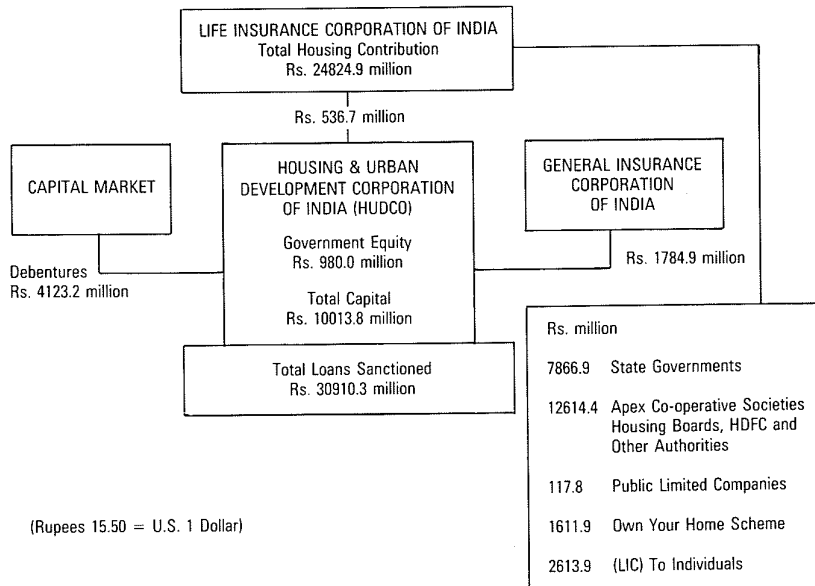 LIFE INSURANCE CORPORATION OF INDIA
Total Housing Contribution
Rs. 24824.9 million
Rs. 536.7 million
CAPITAL MARKET
HOUSING & URBAN
DEVELOPMENT CORPORATION
OF INDIA (HUDCO)
Government Equity
Rs. 980.0 million
Total Capital
Rs. 10013.8 million
GENERAL INSURANCE
CORPORATION
OF INDIA
Debentures
Rs. 4123.2 million
Rs. 1784.9 million
Total Loans Sanctioned
Rs. 30910.3 million
Rs. million
7866.9 State Governments
12614.4 Apex Co-operative Societies
Housing Boards, HDFC and
Other Authorities
117.8 Public Limited Companies
1611.9 Own Your Home Scheme
2613.9 (LIC) To Individuals
(Rupees 15.50 = U.S. 1 Dollar)